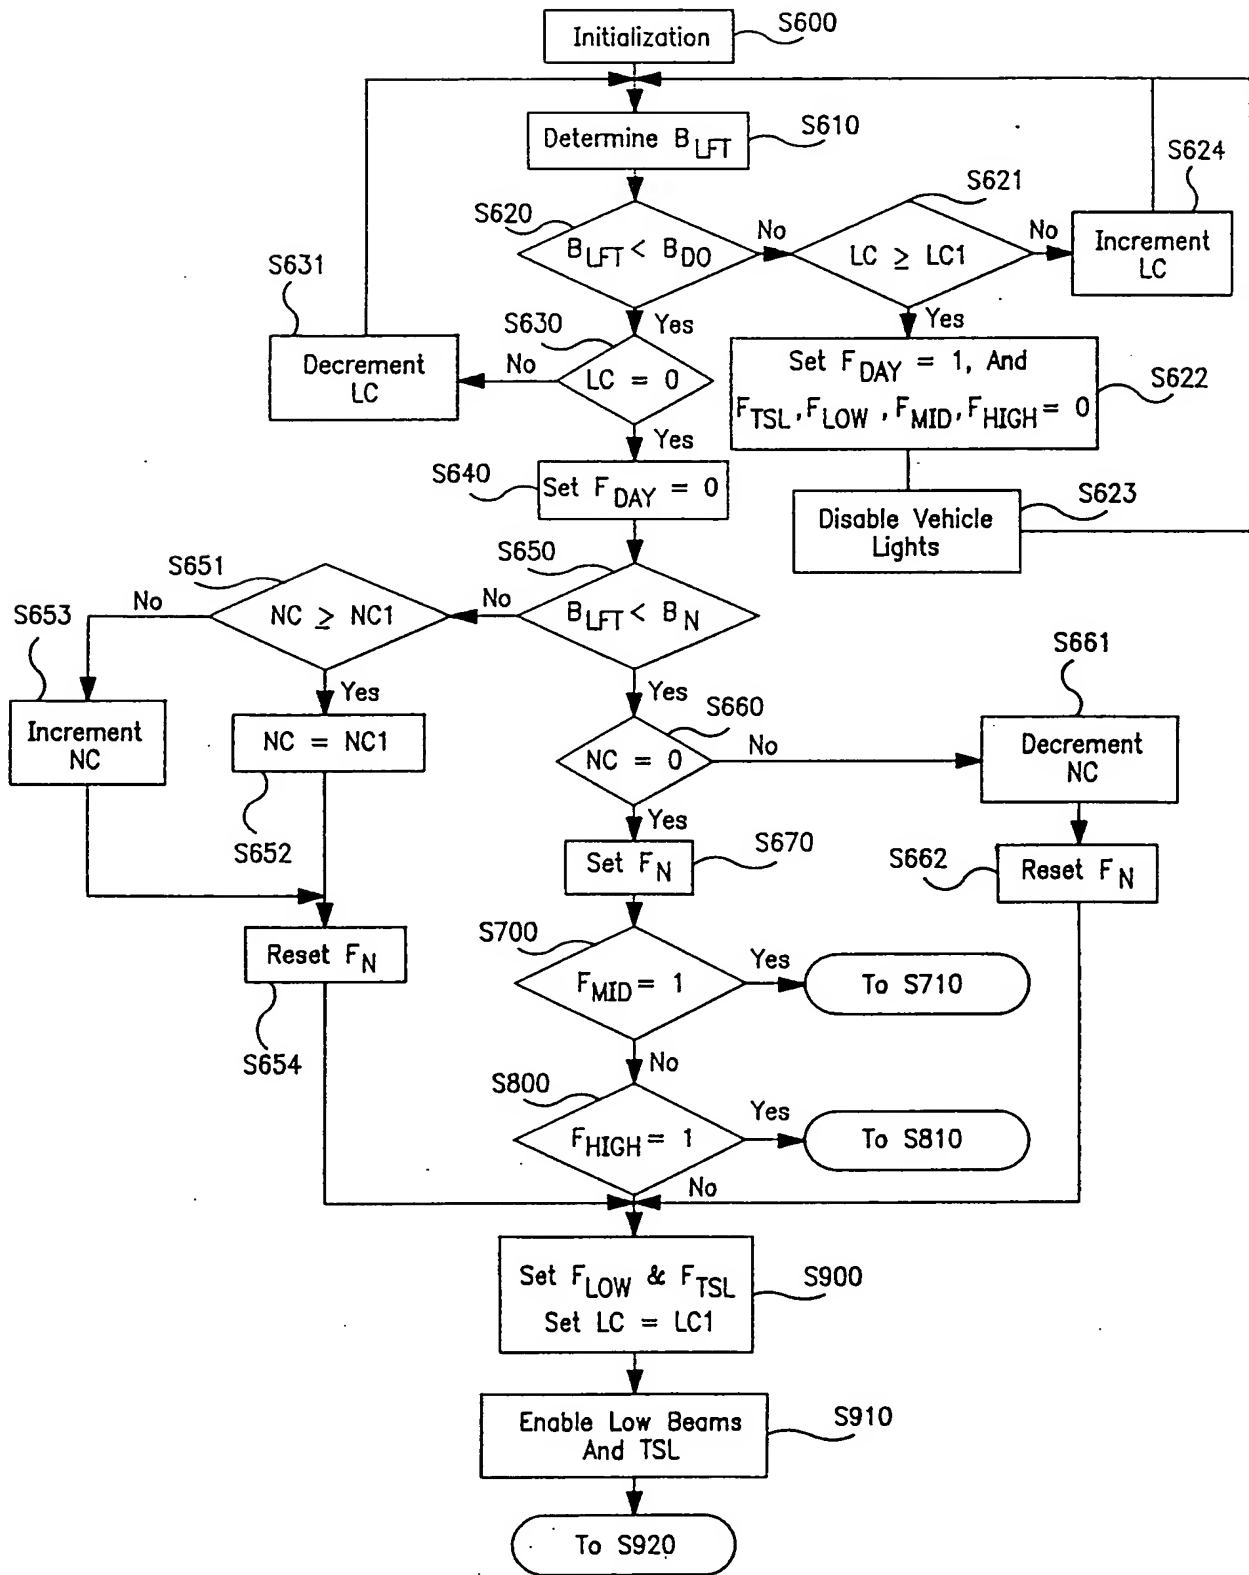 Initialization
S600
Determine B LFT
S610
S620
B LFT < B DO
No
S621
LC ≥ LC1
No
S624
Increment
LC
S631
Decrement
LC
No
S630
Yes
LC = 0
Yes
Yes
Set F DAY = 1, And
F TSL, F LOW, F MID, F HIGH = 0
S622
S640
Set F DAY = 0
Disable Vehicle
Lights
S623
S650
B LFT < B N
No
S651
NC ≥ NC1
No
S653
Increment
NC
Yes
NC = NC1
S652
Yes
S660
NC = 0
No
S661
Decrement
NC
Yes
Set F N
S670
S662
Reset F N
Reset F N
S654
S700
F MID = 1
Yes
To S710
No
S800
F HIGH = 1
Yes
To S810
No
Set F LOW & F TSL
Set LC = LC1
S900
Enable Low Beams
And TSL
S910
To S920